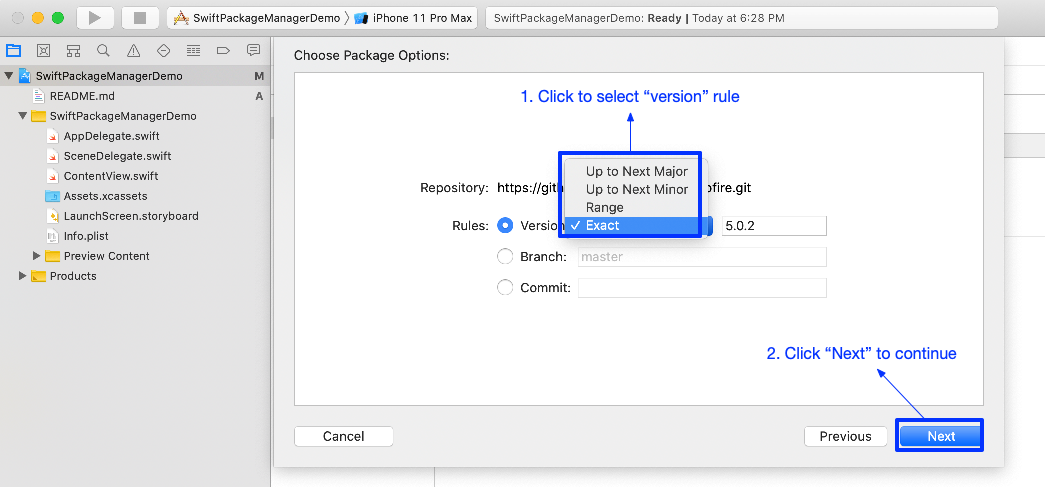 SwiftPackageManagerDemo
iPhone 11 Pro Max
SwiftPackageManagerDemo: Ready | Today at 6:28 PM
SwiftPackageManagerDemo M
README.md A
SwiftPackageManagerDemo
AppDelegate.swift
SceneDelegate.swift
ContentView.swift
Assets.xcassets
LaunchScreen.storyboard
Info.plist
Preview Content
Products
Choose Package Options:
1. Click to select “version” rule
Up to Next Major
Up to Next Minor
Range
✓ Exact
Repository: https://gith ofire.git
Rules: Version 5.0.2
Branch: master
Commit:
2. Click “Next” to continue
Cancel
Previous
Next